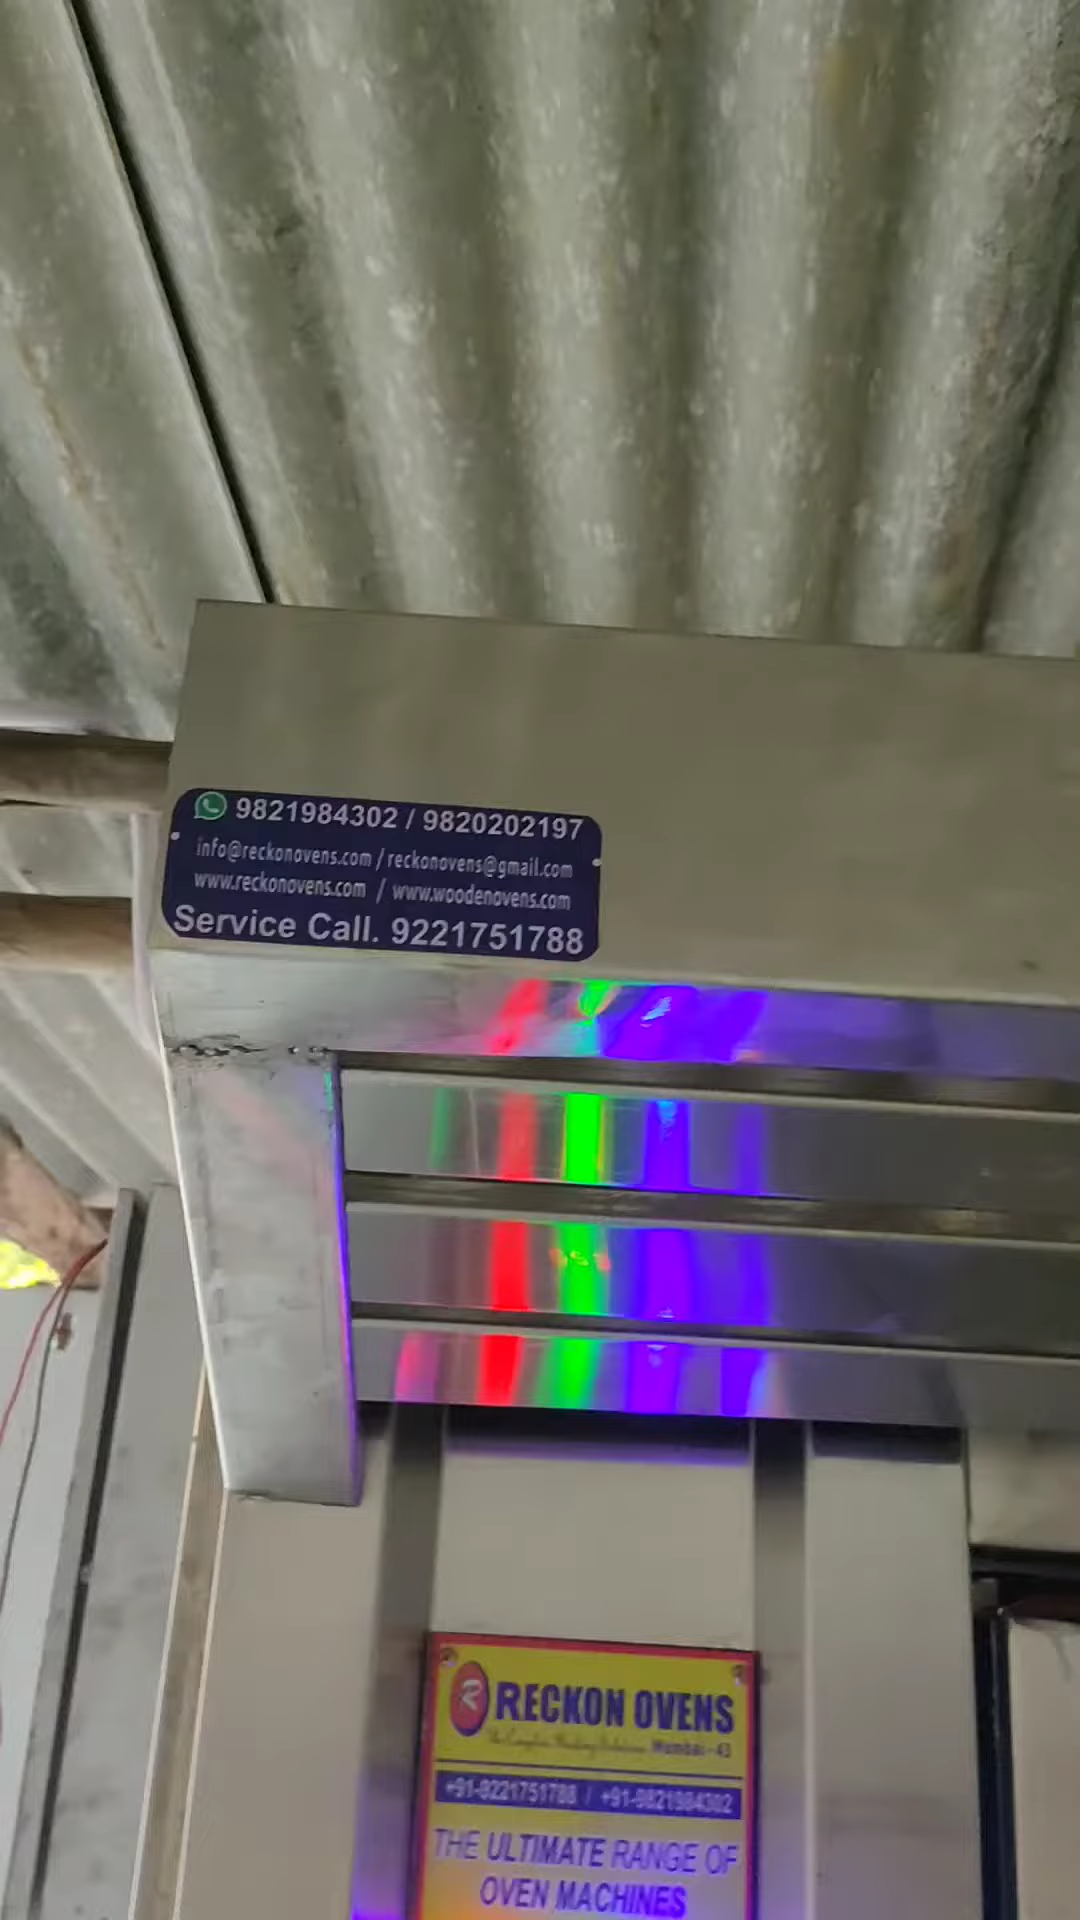 9821984302 / 9820202197
info@reckonovens.com / reckonovens@gmail.com
www.reckonovens.com / www.woodenovens.com
Service Call. 9221751788
R RECKON OVENS
Mumbai-43
+91-9221751788 / +91-9821984302
THE ULTIMATE RANGE OF
OVEN MACHINES